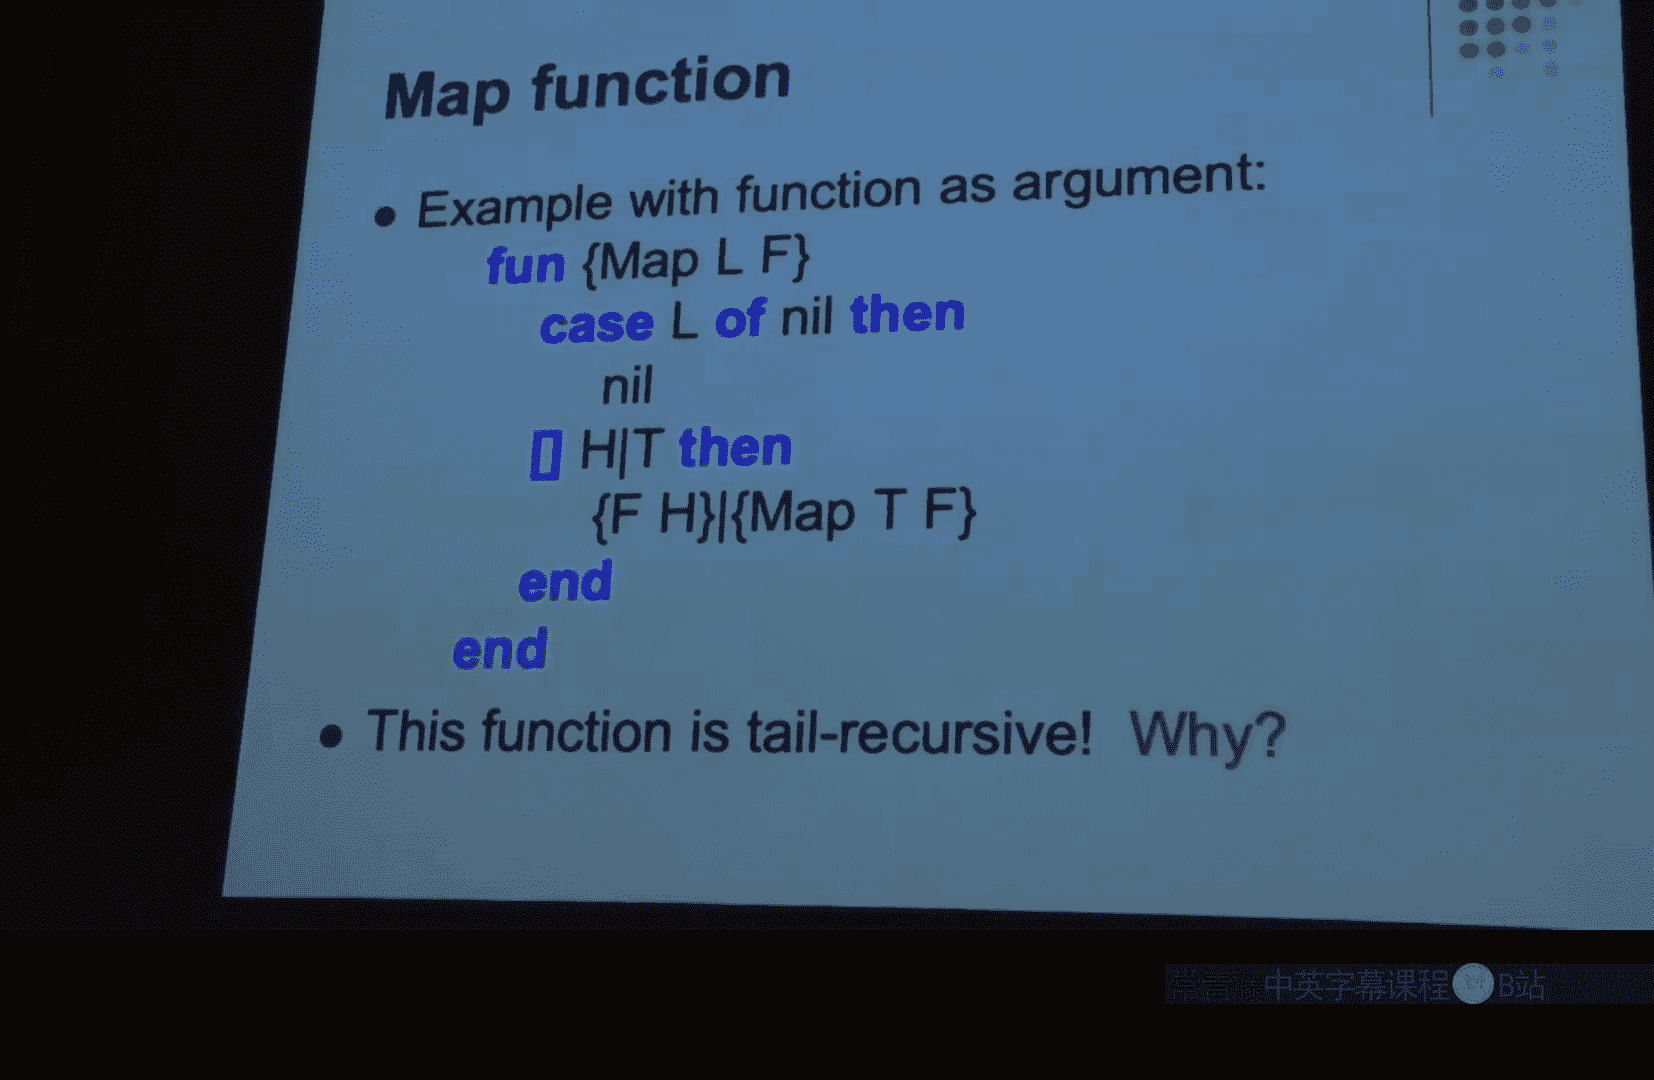 Map function
● Example with function as argument:
fun {Map L F}
case L of nil then
nil
[] H|T then
{F H}|{Map T F}
end
end
● This function is tail-recursive! Why?
中英字幕课程 B站